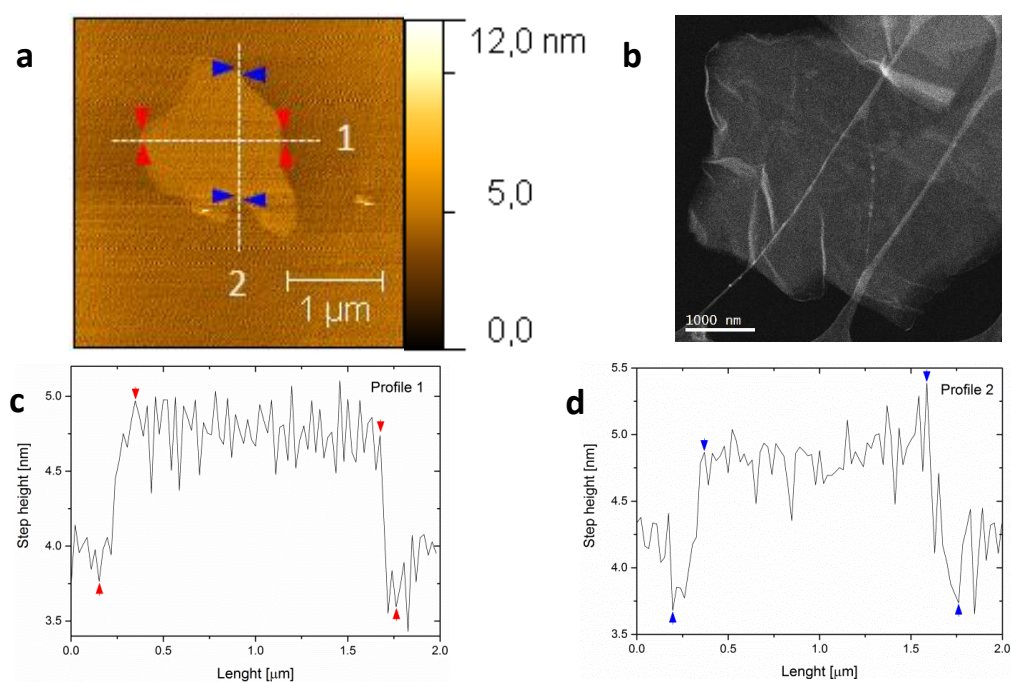 a
12,0 nm
5,0
0,0
1
2
1 µm
b
1000 nm
c
Profile 1
5.0
4.5
4.0
3.5
Step height [nm]
0.0 0.5 1.0 1.5 2.0
Lenght [µm]
d
Profile 2
5.5
5.0
4.5
4.0
3.5
Step height [nm]
0.0 0.5 1.0 1.5 2.0
Lenght [µm]